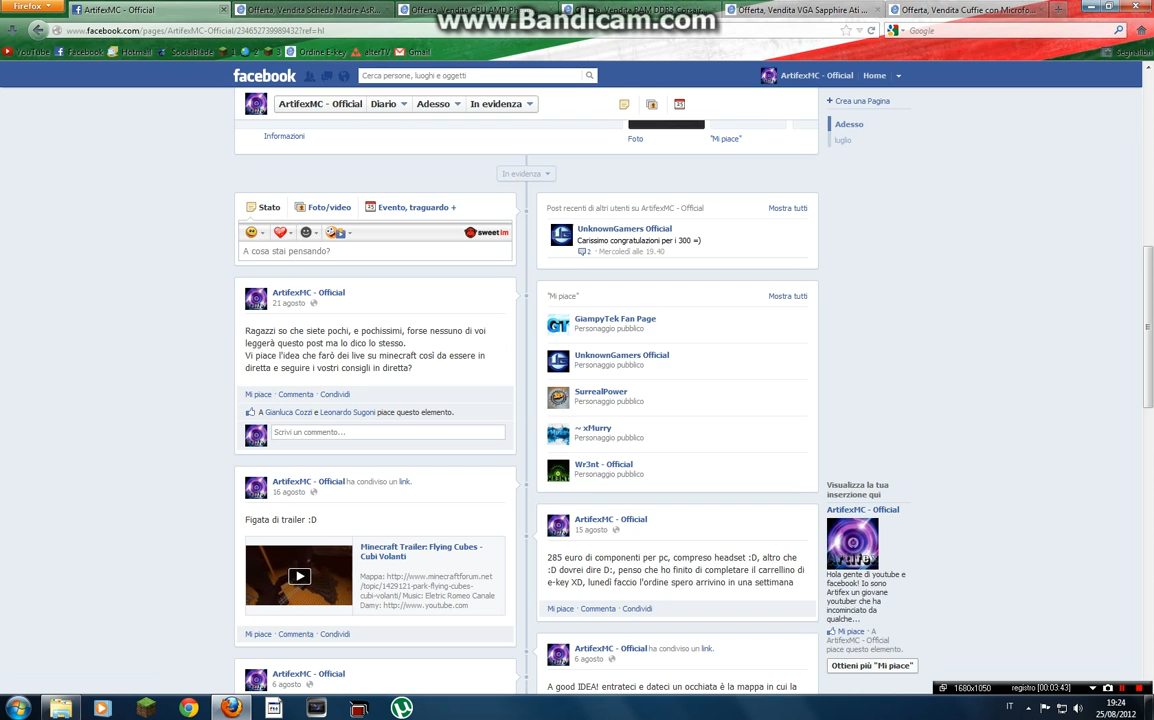 Firefox
ArtifexMC - Official
Offerta, Vendita Scheda Madre AsR...
Offerta, Vendita CPU AMD Ph
Offerta, Vendita RAM DDR3 Corsair
Offerta, Vendita VGA Sapphire Ati ...
Offerta, Vendita Cuffie con Microfo...
www.Bandicam.com
www.facebook.com/pages/ArtifexMC-Official/234652739989432?ref=hl
Google
YouTube
Facebook
Hotmail
SocialBlade
1
2
3
Ordine E-key
alterTV
Gmail
Segnalibri
facebook
Cerca persone, luoghi e oggetti
ArtifexMC - Official
Home
ArtifexMC - Official
Diario
Adesso
In evidenza
Crea una Pagina
Adesso
luglio
Informazioni
Foto
"Mi piace"
In evidenza
Stato
Foto/video
Evento, traguardo +
sweetim
A cosa stai pensando?
Post recenti di altri utenti su ArtifexMC - Official
Mostra tutti
UnknownGamers Official
Carissimo congratulazioni per i 300 =)
2 · Mercoledì alle 19.40
ArtifexMC - Official
21 agosto
Ragazzi so che siete pochi, e pochissimi, forse nessuno di voi
leggerà questo post ma lo dico lo stesso.
Vi piace l'idea che farò dei live su minecraft così da essere in
diretta e seguire i vostri consigli in diretta?
Mi piace · Commenta · Condividi
A Gianluca Cozzi e Leonardo Sugoni piace questo elemento.
Scrivi un commento...
"Mi piace"
Mostra tutti
GiampyTek Fan Page
Personaggio pubblico
UnknownGamers Official
Personaggio pubblico
SurrealPower
Personaggio pubblico
~ xMurry
Personaggio pubblico
Wr3nt - Official
Personaggio pubblico
ArtifexMC - Official ha condiviso un link.
16 agosto
Figata di trailer :D
Minecraft Trailer: Flying Cubes -
Cubi Volanti
Mappa: http://www.minecraftforum.net
/topic/1429121-park-flying-cubes-
cubi-volanti/ Music: Eletric Romeo Canale
Damy: http://www.youtube.com
Mi piace · Commenta · Condividi
ArtifexMC - Official
15 agosto
285 euro di componenti per pc, compreso headset :D, altro che
:D dovrei dire D:, penso che ho finito di completare il carrellino di
e-key XD, lunedì faccio l'ordine spero arrivino in una settimana
Mi piace · Commenta · Condividi
Visualizza la tua
inserzione qui
ArtifexMC - Official
Hola gente di youtube e
facebook! Io sono
Artifex un giovane
youtuber che ha
incominciato da
qualche...
Mi piace · A
ArtifexMC - Official
piace questo elemento.
Ottieni più "Mi piace"
ArtifexMC - Official
6 agosto
ArtifexMC - Official ha condiviso un link.
6 agosto
A good IDEA! entrateci e dateci un occhiata è la mappa in cui la
1680x1050
registro [00:03:43]
IT
19:24
25/08/2012